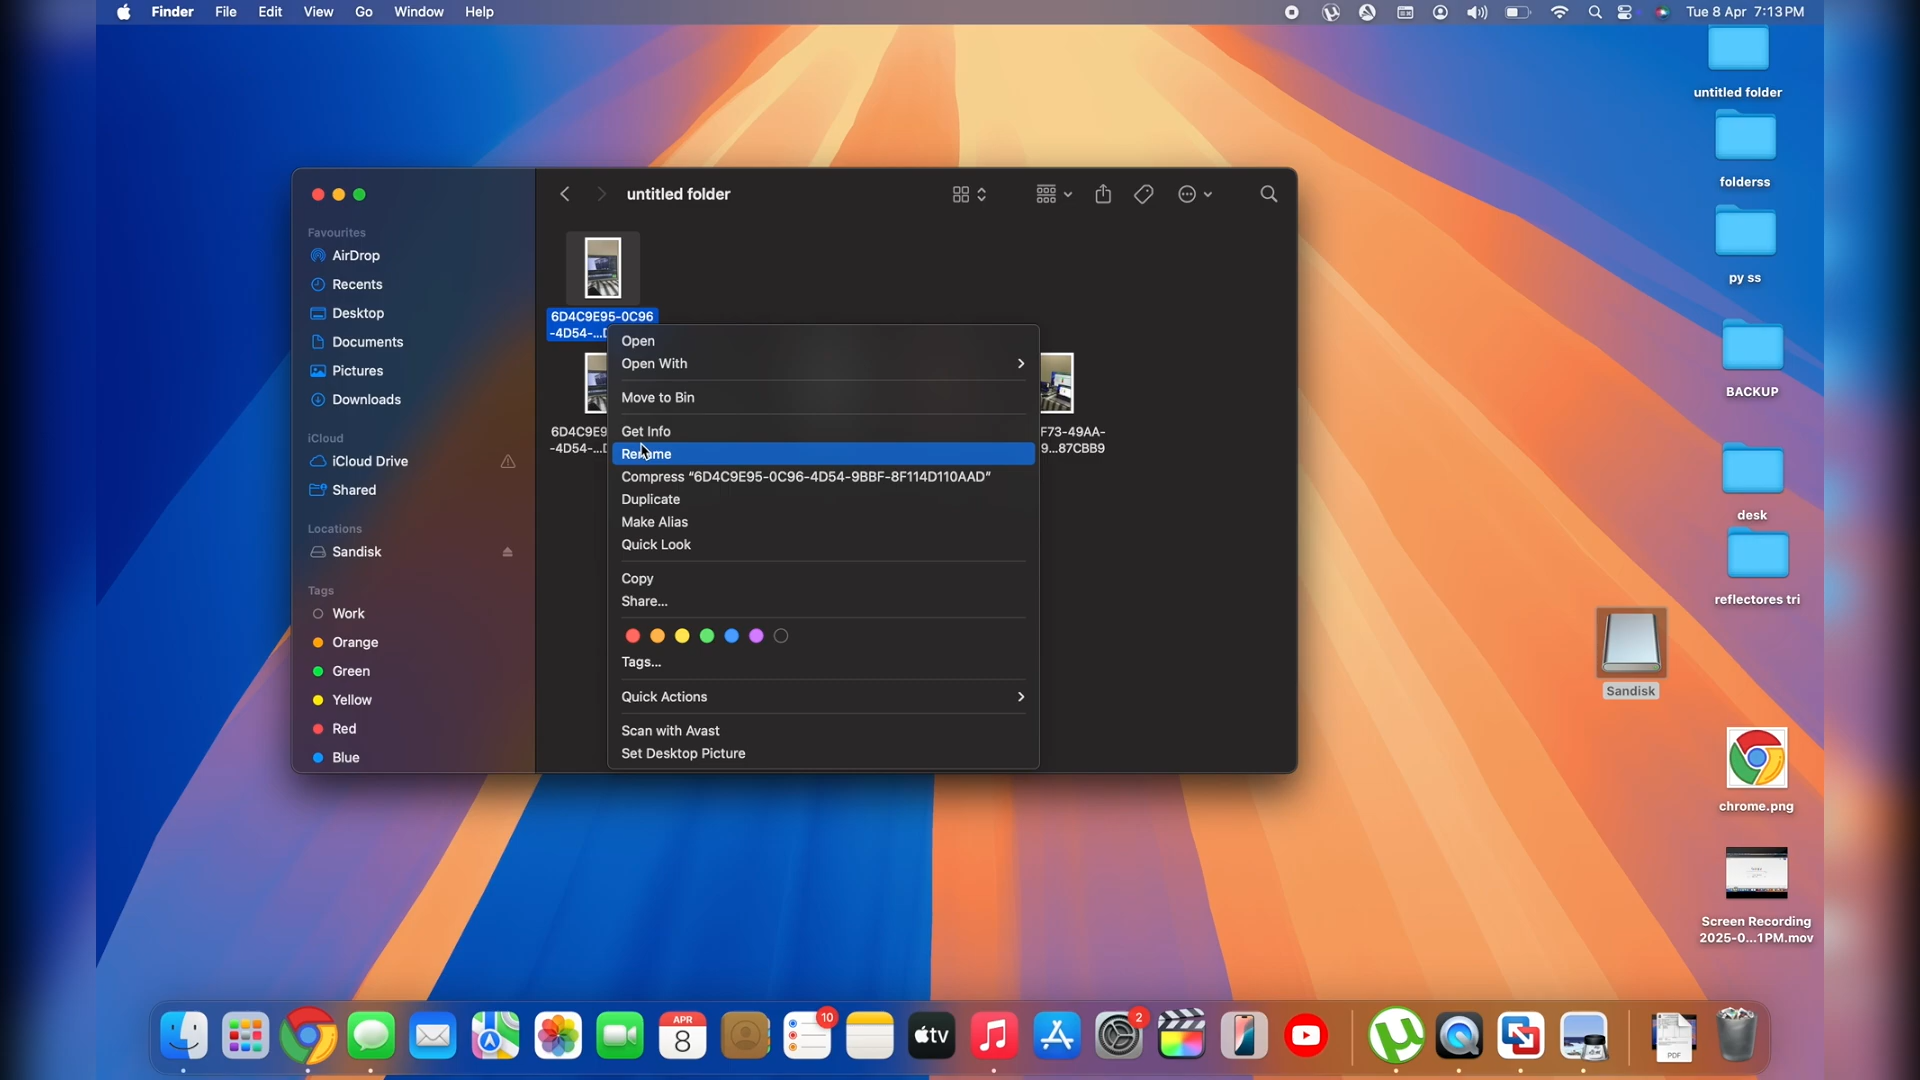 Finder File Edit View Go Window Help
Tue 8 Apr 7:13 PM
untitled folder
Favourites
AirDrop
Recents
Desktop
Documents
Pictures
Downloads
iCloud
iCloud Drive
Shared
Locations
Sandisk
Tags
Work
Orange
Green
Yellow
Red
Blue
6D4C9E95-0C96
-4D54-...
6D4C9E
-4D54-...
F73-49AA-
9...87CBB9
Open
Open With
Move to Bin
Get Info
Rename
Compress “6D4C9E95-0C96-4D54-9BBF-8F114D110AAD”
Duplicate
Make Alias
Quick Look
Copy
Share...
Tags...
Quick Actions
Scan with Avast
Set Desktop Picture
untitled folder
folderss
py ss
BACKUP
desk
reflectores tri
Sandisk
chrome.png
Screen Recording
2025-0...1PM.mov
APR
8
10
tv
2
PDF